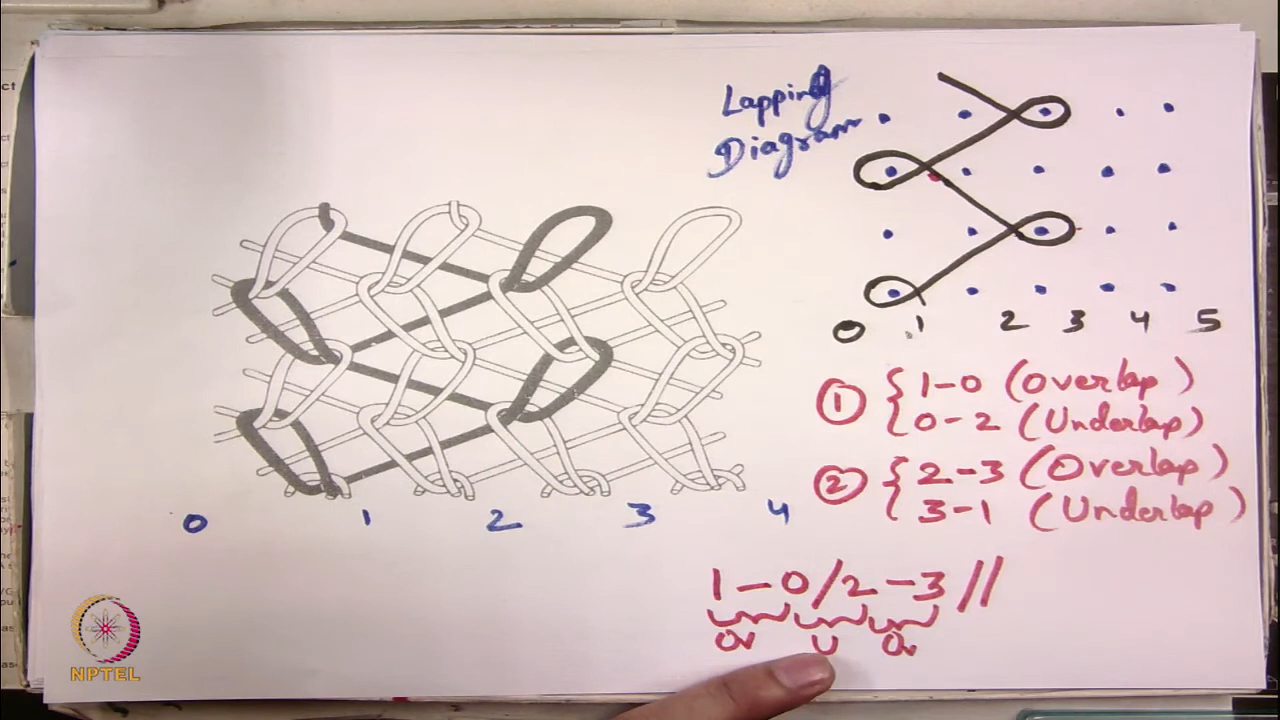 Lapping
Diagram
0 1 2 3 4 5
① { 1-0 (Overlap)
{ 0-2 (Underlap)
② { 2-3 (Overlap)
{ 3-1 (Underlap)
0 1 2 3 4
1-0/2-3//
Ov U Ov
NPTEL